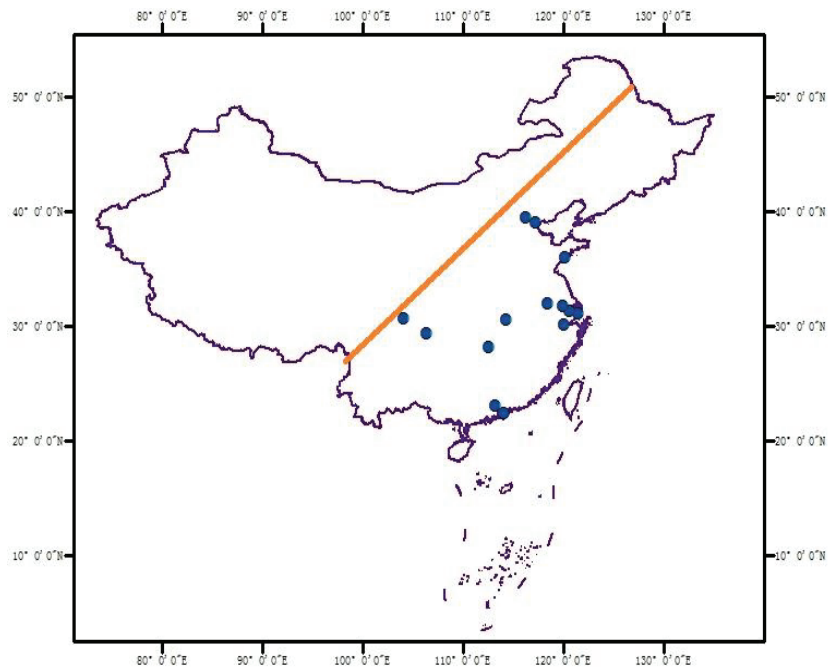 80° 0′ 0″E 90° 0′ 0″E 100° 0′ 0″E 110° 0′ 0″E 120° 0′ 0″E 130° 0′ 0″E
50° 0′ 0″N 50° 0′ 0″N
40° 0′ 0″N 40° 0′ 0″N
30° 0′ 0″N 30° 0′ 0″N
20° 0′ 0″N 20° 0′ 0″N
10° 0′ 0″N 10° 0′ 0″N
80° 0′ 0″E 90° 0′ 0″E 100° 0′ 0″E 110° 0′ 0″E 120° 0′ 0″E 130° 0′ 0″E